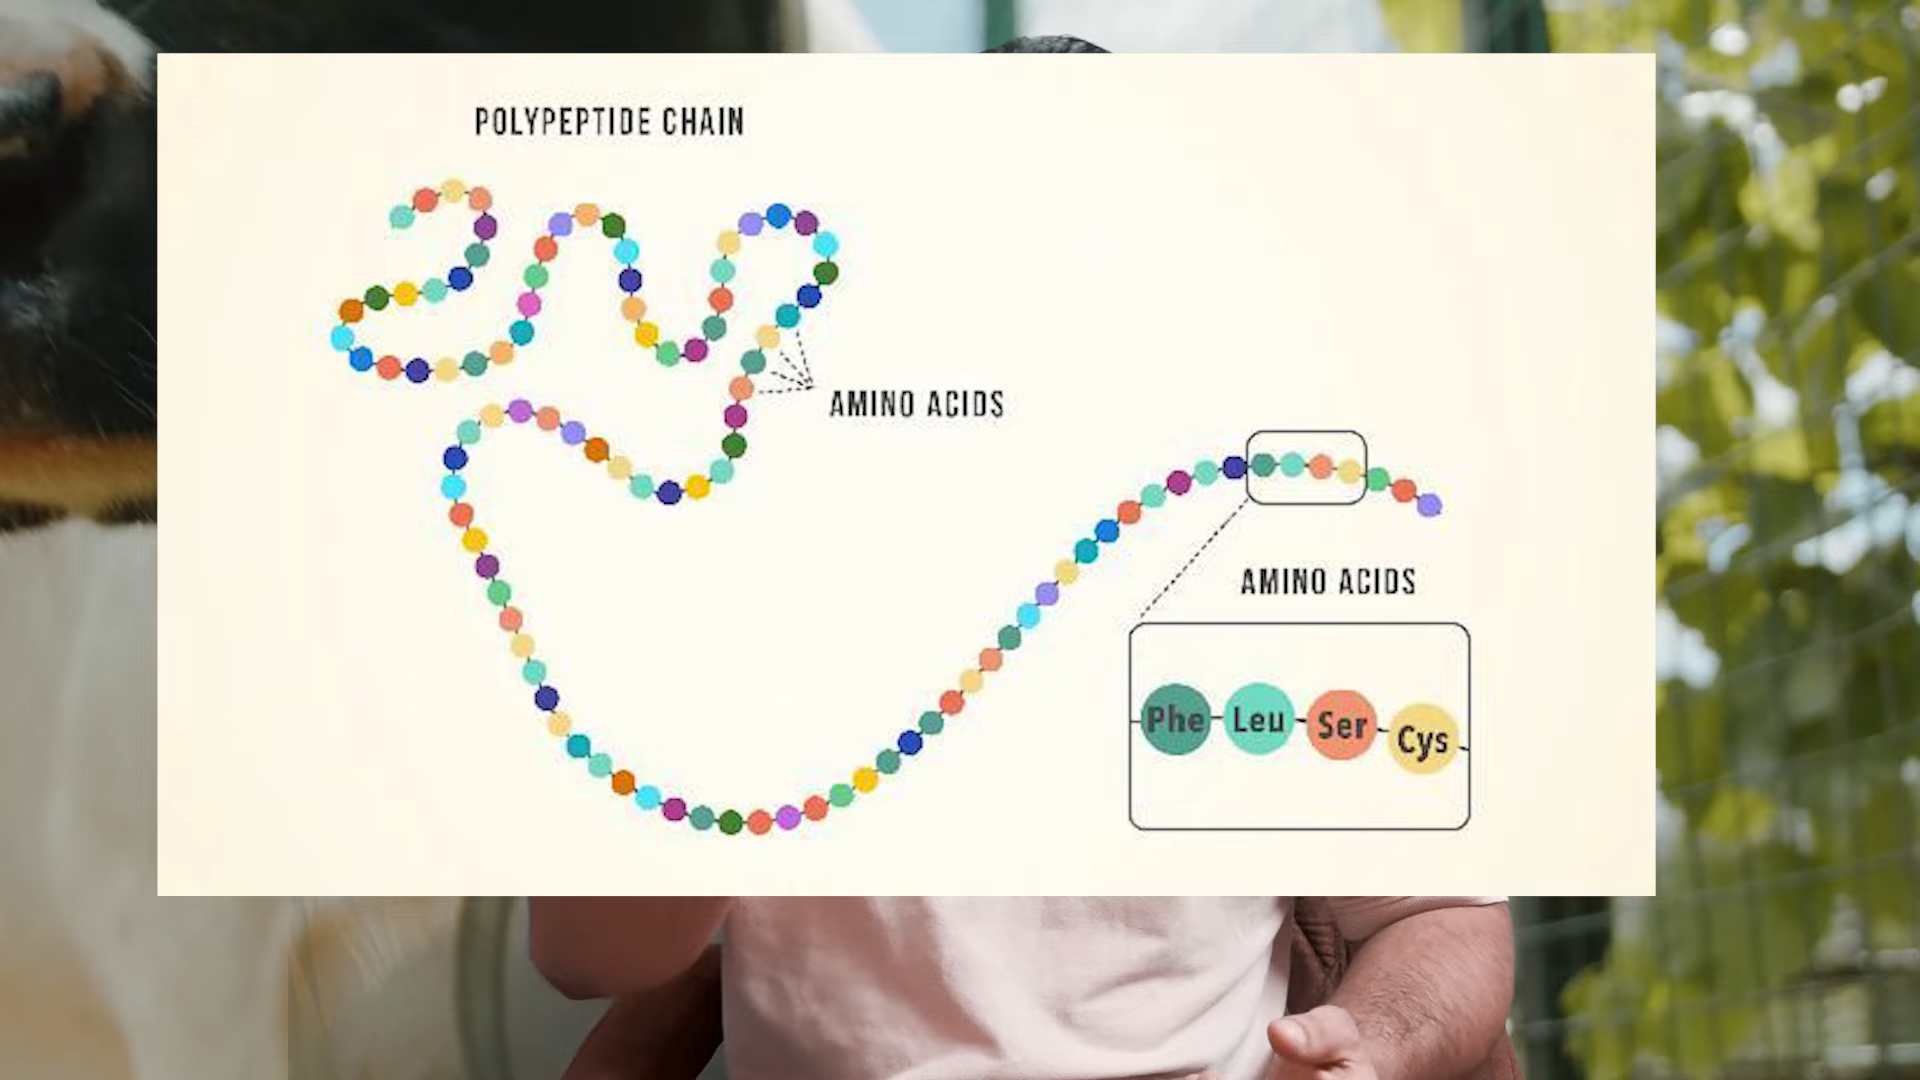 POLYPEPTIDE CHAIN
AMINO ACIDS
AMINO ACIDS
Phe Leu Ser Cys